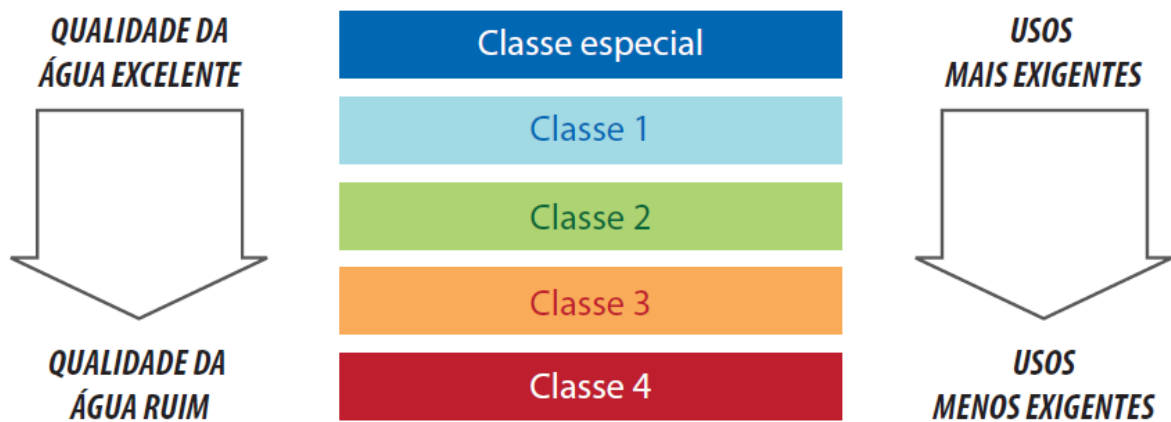 QUALIDADE DA
ÁGUA EXCELENTE
Classe especial
USOS
MAIS EXIGENTES
Classe 1
Classe 2
Classe 3
QUALIDADE DA
ÁGUA RUIM
Classe 4
USOS
MENOS EXIGENTES